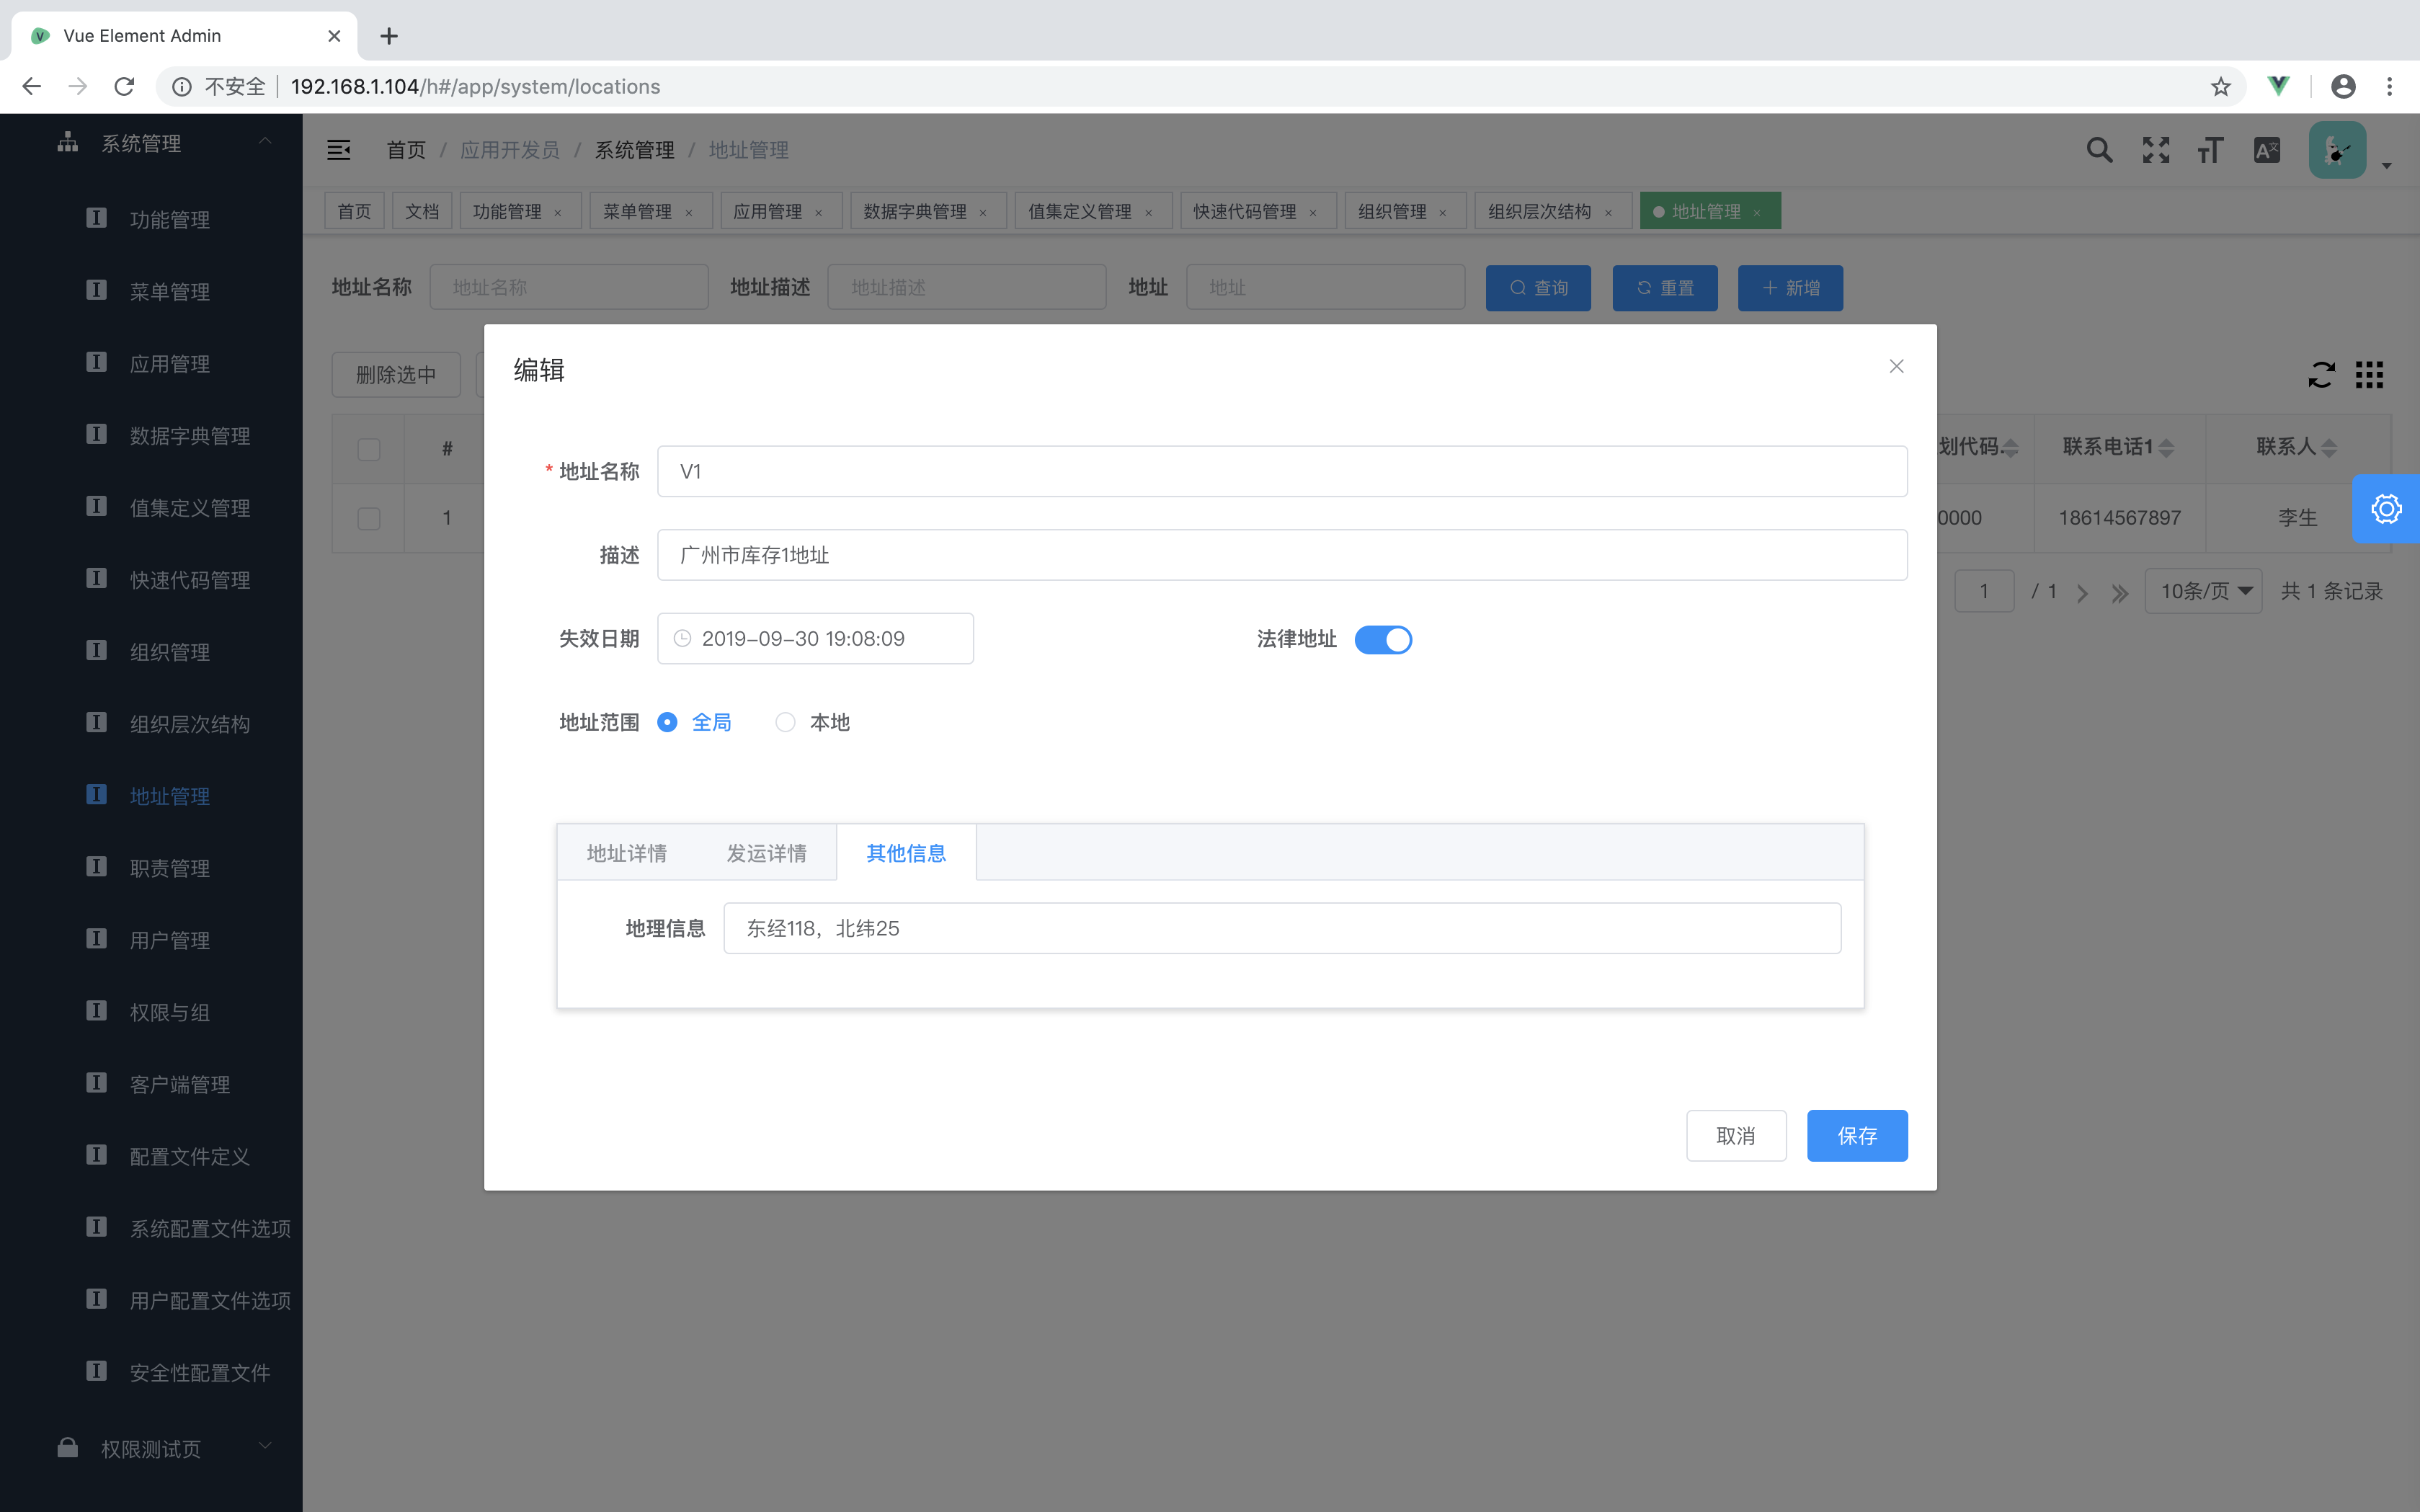 Vue Element Admin
不安全 192.168.1.104/h#/app/system/locations
系统管理
功能管理
菜单管理
应用管理
数据字典管理
值集定义管理
快速代码管理
组织管理
组织层次结构
地址管理
职责管理
用户管理
权限与组
客户端管理
配置文件定义
系统配置文件选项
用户配置文件选项
安全性配置文件
权限测试页
首页 / 应用开发员 / 系统管理 / 地址管理
首页 文档 功能管理 × 菜单管理 × 应用管理 × 数据字典管理 × 值集定义管理 × 快速代码管理 × 组织管理 × 组织层次结构 × 地址管理 ×
地址名称 地址名称 地址描述 地址描述 地址 地址 查询 重置 新增
删除选中
# 划代码. 联系电话1 联系人
1 0000 18614567897 李生
1 / 1 10条/页 共 1 条记录
编辑
* 地址名称 V1
描述 广州市库存1地址
失效日期 2019-09-30 19:08:09 法律地址
地址范围 全局 本地
地址详情 发运详情 其他信息
地理信息 东经118，北纬25
取消 保存